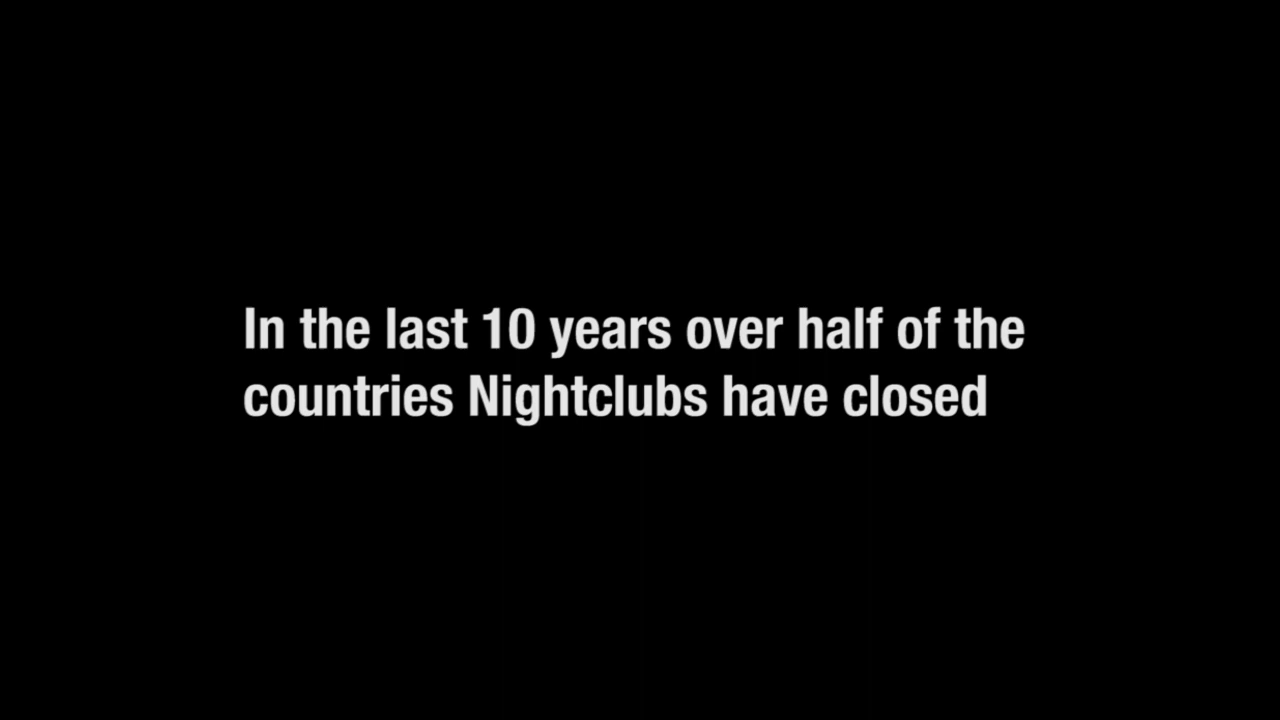 In the last 10 years over half of the
countries Nightclubs have closed